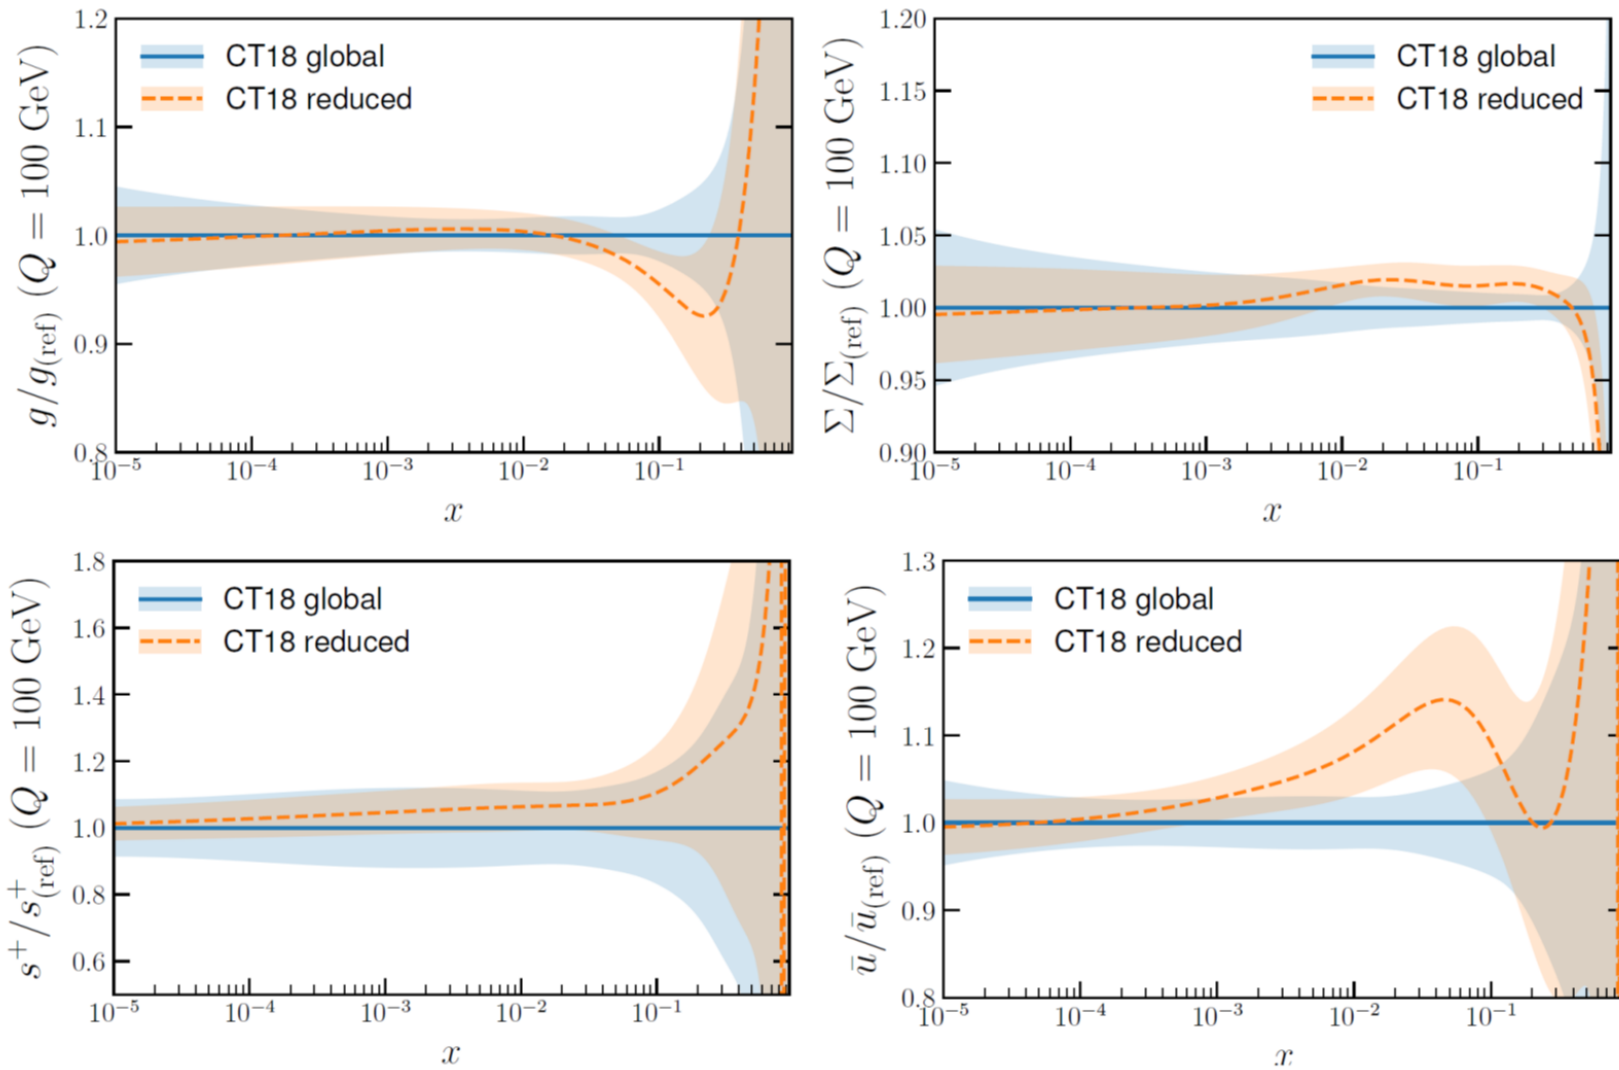 g/g(ref) (Q = 100 GeV)
1.2
1.1
1.0
0.9
0.8
CT18 global
CT18 reduced
10⁻⁵ 10⁻⁴ 10⁻³ 10⁻² 10⁻¹
x
Σ/Σ(ref) (Q = 100 GeV)
1.20
1.15
1.10
1.05
1.00
0.95
0.90
CT18 global
CT18 reduced
10⁻⁵ 10⁻⁴ 10⁻³ 10⁻² 10⁻¹
x
s⁺/s⁺(ref) (Q = 100 GeV)
1.8
1.6
1.4
1.2
1.0
0.8
0.6
CT18 global
CT18 reduced
10⁻⁵ 10⁻⁴ 10⁻³ 10⁻² 10⁻¹
x
ū/ū(ref) (Q = 100 GeV)
1.3
1.2
1.1
1.0
0.9
0.8
CT18 global
CT18 reduced
10⁻⁵ 10⁻⁴ 10⁻³ 10⁻² 10⁻¹
x